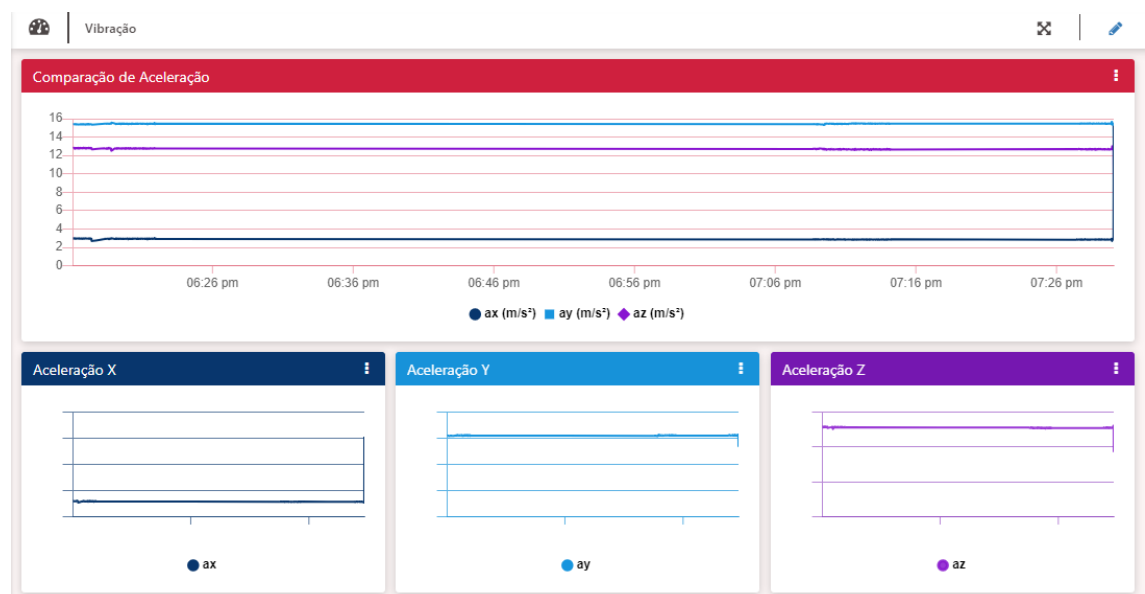 Vibração
Comparação de Aceleração
16
14
12
10
8
6
4
2
0
06:26 pm 06:36 pm 06:46 pm 06:56 pm 07:06 pm 07:16 pm 07:26 pm
ax (m/s²) ay (m/s²) az (m/s²)
Aceleração X Aceleração Y Aceleração Z
ax ay az